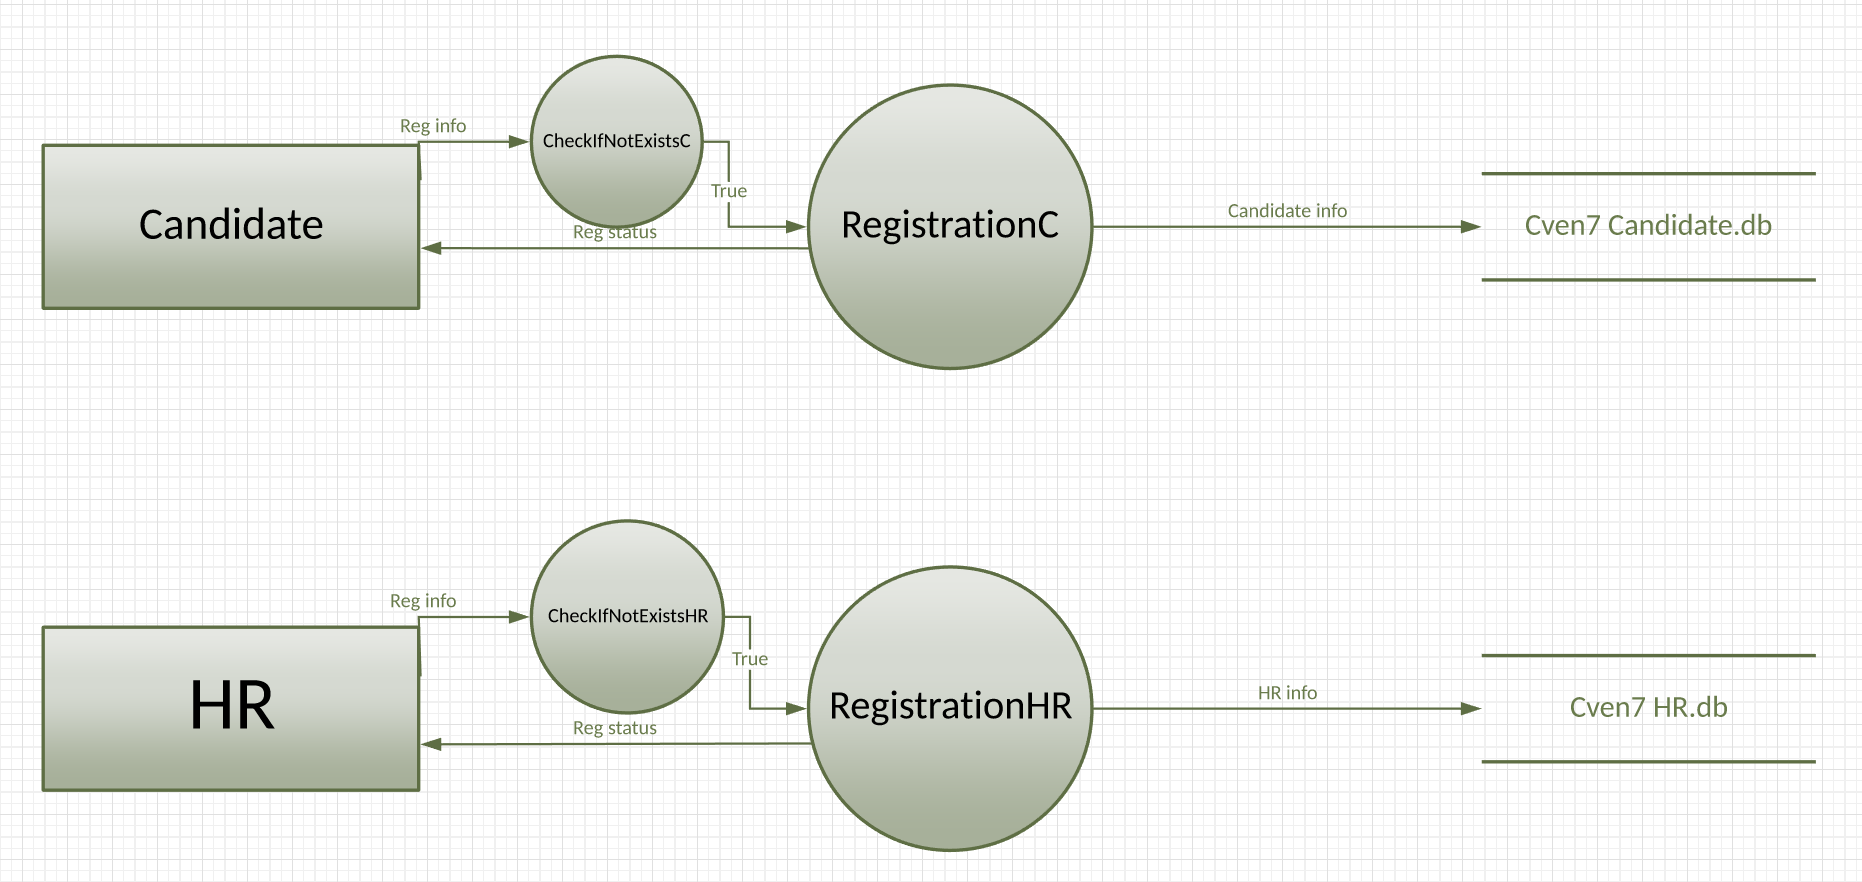 Reg info
CheckIfNotExistsC
True
Candidate
Reg status
RegistrationC
Candidate info
Cven7 Candidate.db
Reg info
CheckIfNotExistsHR
True
HR
Reg status
RegistrationHR
HR info
Cven7 HR.db